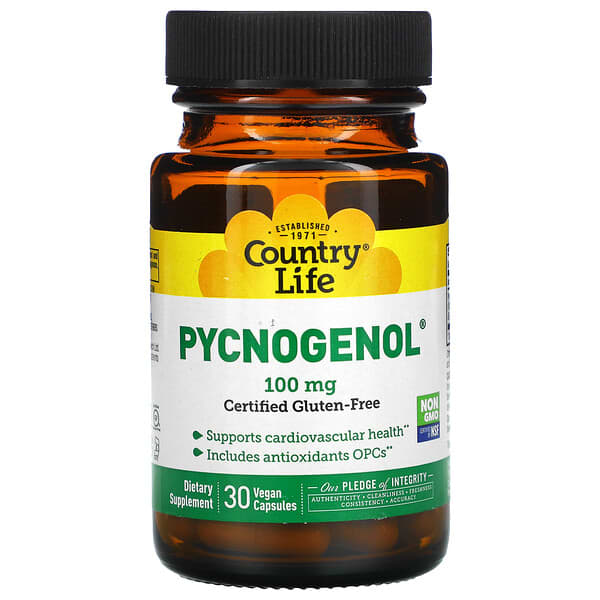 ESTABLISHED
1971
Country®
Life
PYCNOGENOL®
100 mg
Certified Gluten-Free
• Supports cardiovascular health**
• Includes antioxidants OPCs**
NON
GMO
NSF
Dietary
Supplement
30 Vegan
Capsules
Our PLEDGE of INTEGRITY
AUTHENTICITY • CLEANLINESS • FRESHNESS
CONSISTENCY • ACCURACY